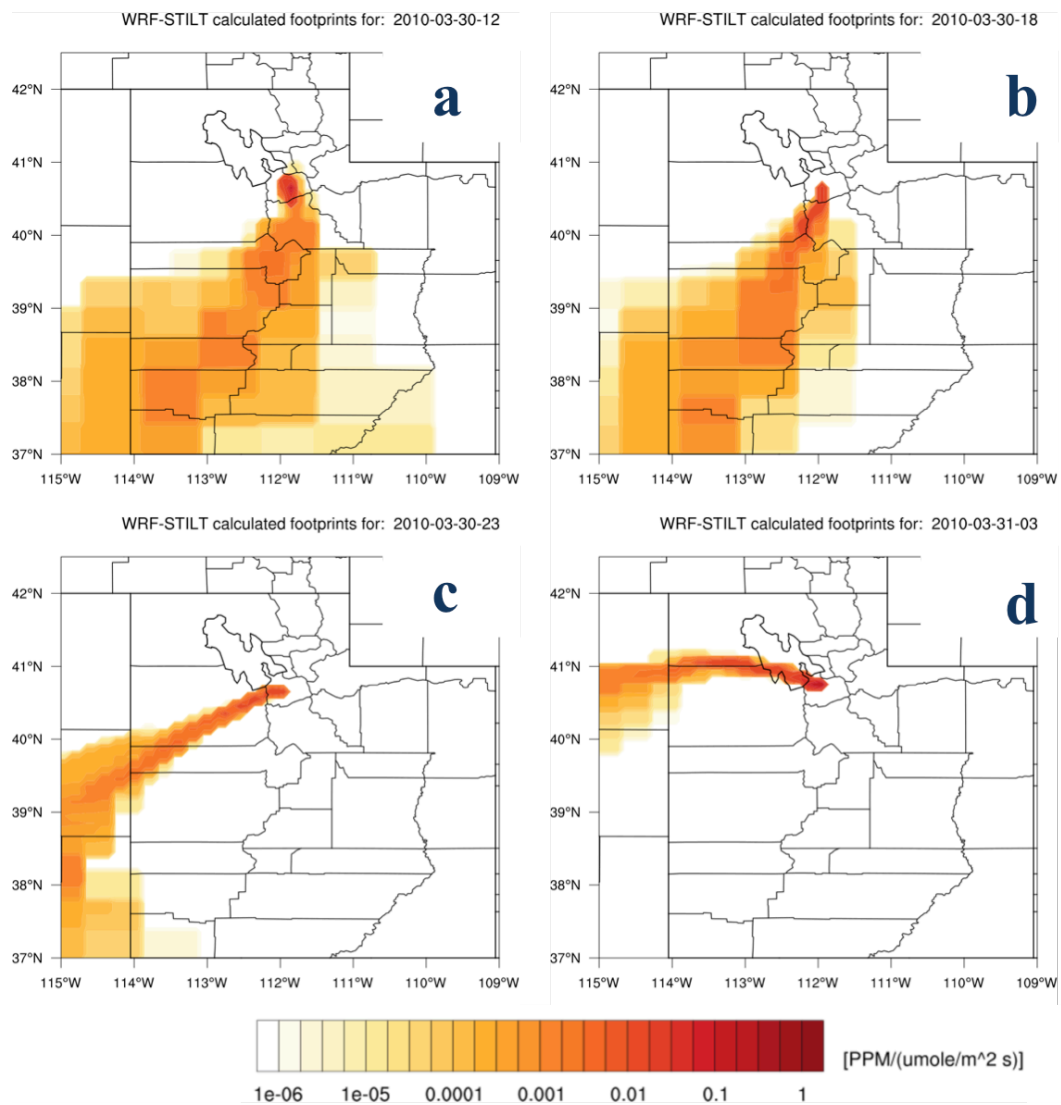 WRF-STILT calculated footprints for: 2010-03-30-12
WRF-STILT calculated footprints for: 2010-03-30-18
a
42°N
41°N
40°N
39°N
38°N
37°N
115°W 114°W 113°W 112°W 111°W 110°W 109°W
b
42°N
41°N
40°N
39°N
38°N
37°N
115°W 114°W 113°W 112°W 111°W 110°W 109°W
WRF-STILT calculated footprints for: 2010-03-30-23
WRF-STILT calculated footprints for: 2010-03-31-03
c
42°N
41°N
40°N
39°N
38°N
37°N
115°W 114°W 113°W 112°W 111°W 110°W 109°W
d
42°N
41°N
40°N
39°N
38°N
37°N
115°W 114°W 113°W 112°W 111°W 110°W 109°W
[PPM/(umole/m^2 s)]
1e-06 1e-05 0.0001 0.001 0.01 0.1 1